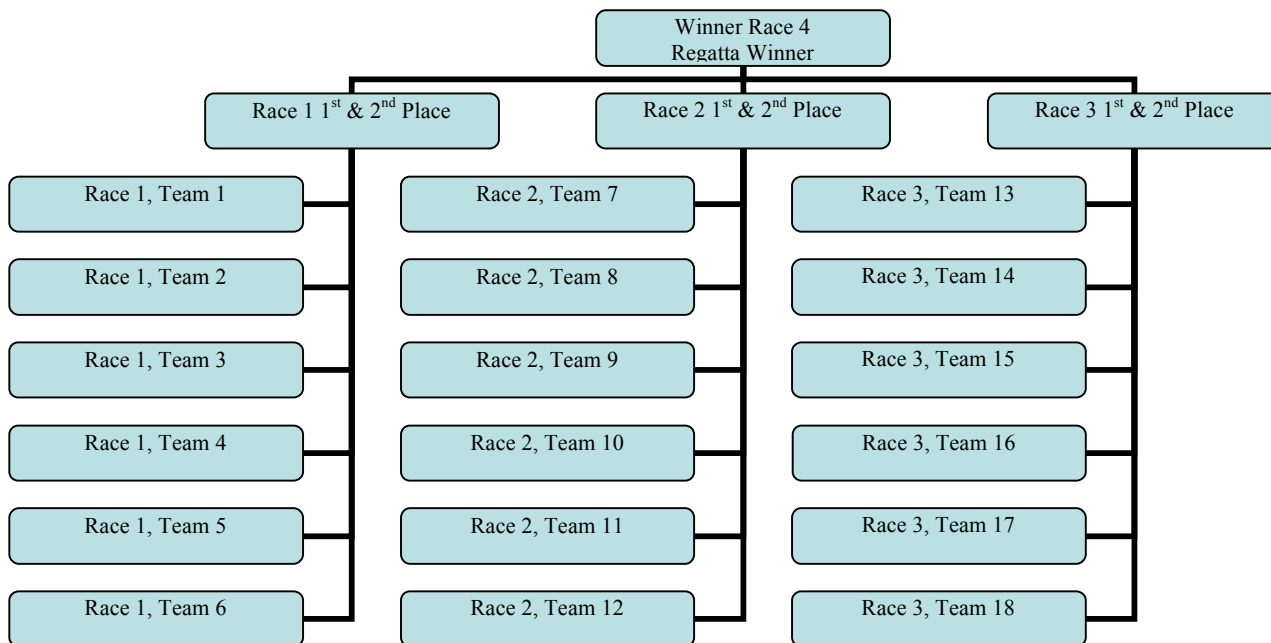 Winner Race 4
Regatta Winner
Race 1 1st & 2nd Place
Race 2 1st & 2nd Place
Race 3 1st & 2nd Place
Race 1, Team 1
Race 2, Team 7
Race 3, Team 13
Race 1, Team 2
Race 2, Team 8
Race 3, Team 14
Race 1, Team 3
Race 2, Team 9
Race 3, Team 15
Race 1, Team 4
Race 2, Team 10
Race 3, Team 16
Race 1, Team 5
Race 2, Team 11
Race 3, Team 17
Race 1, Team 6
Race 2, Team 12
Race 3, Team 18